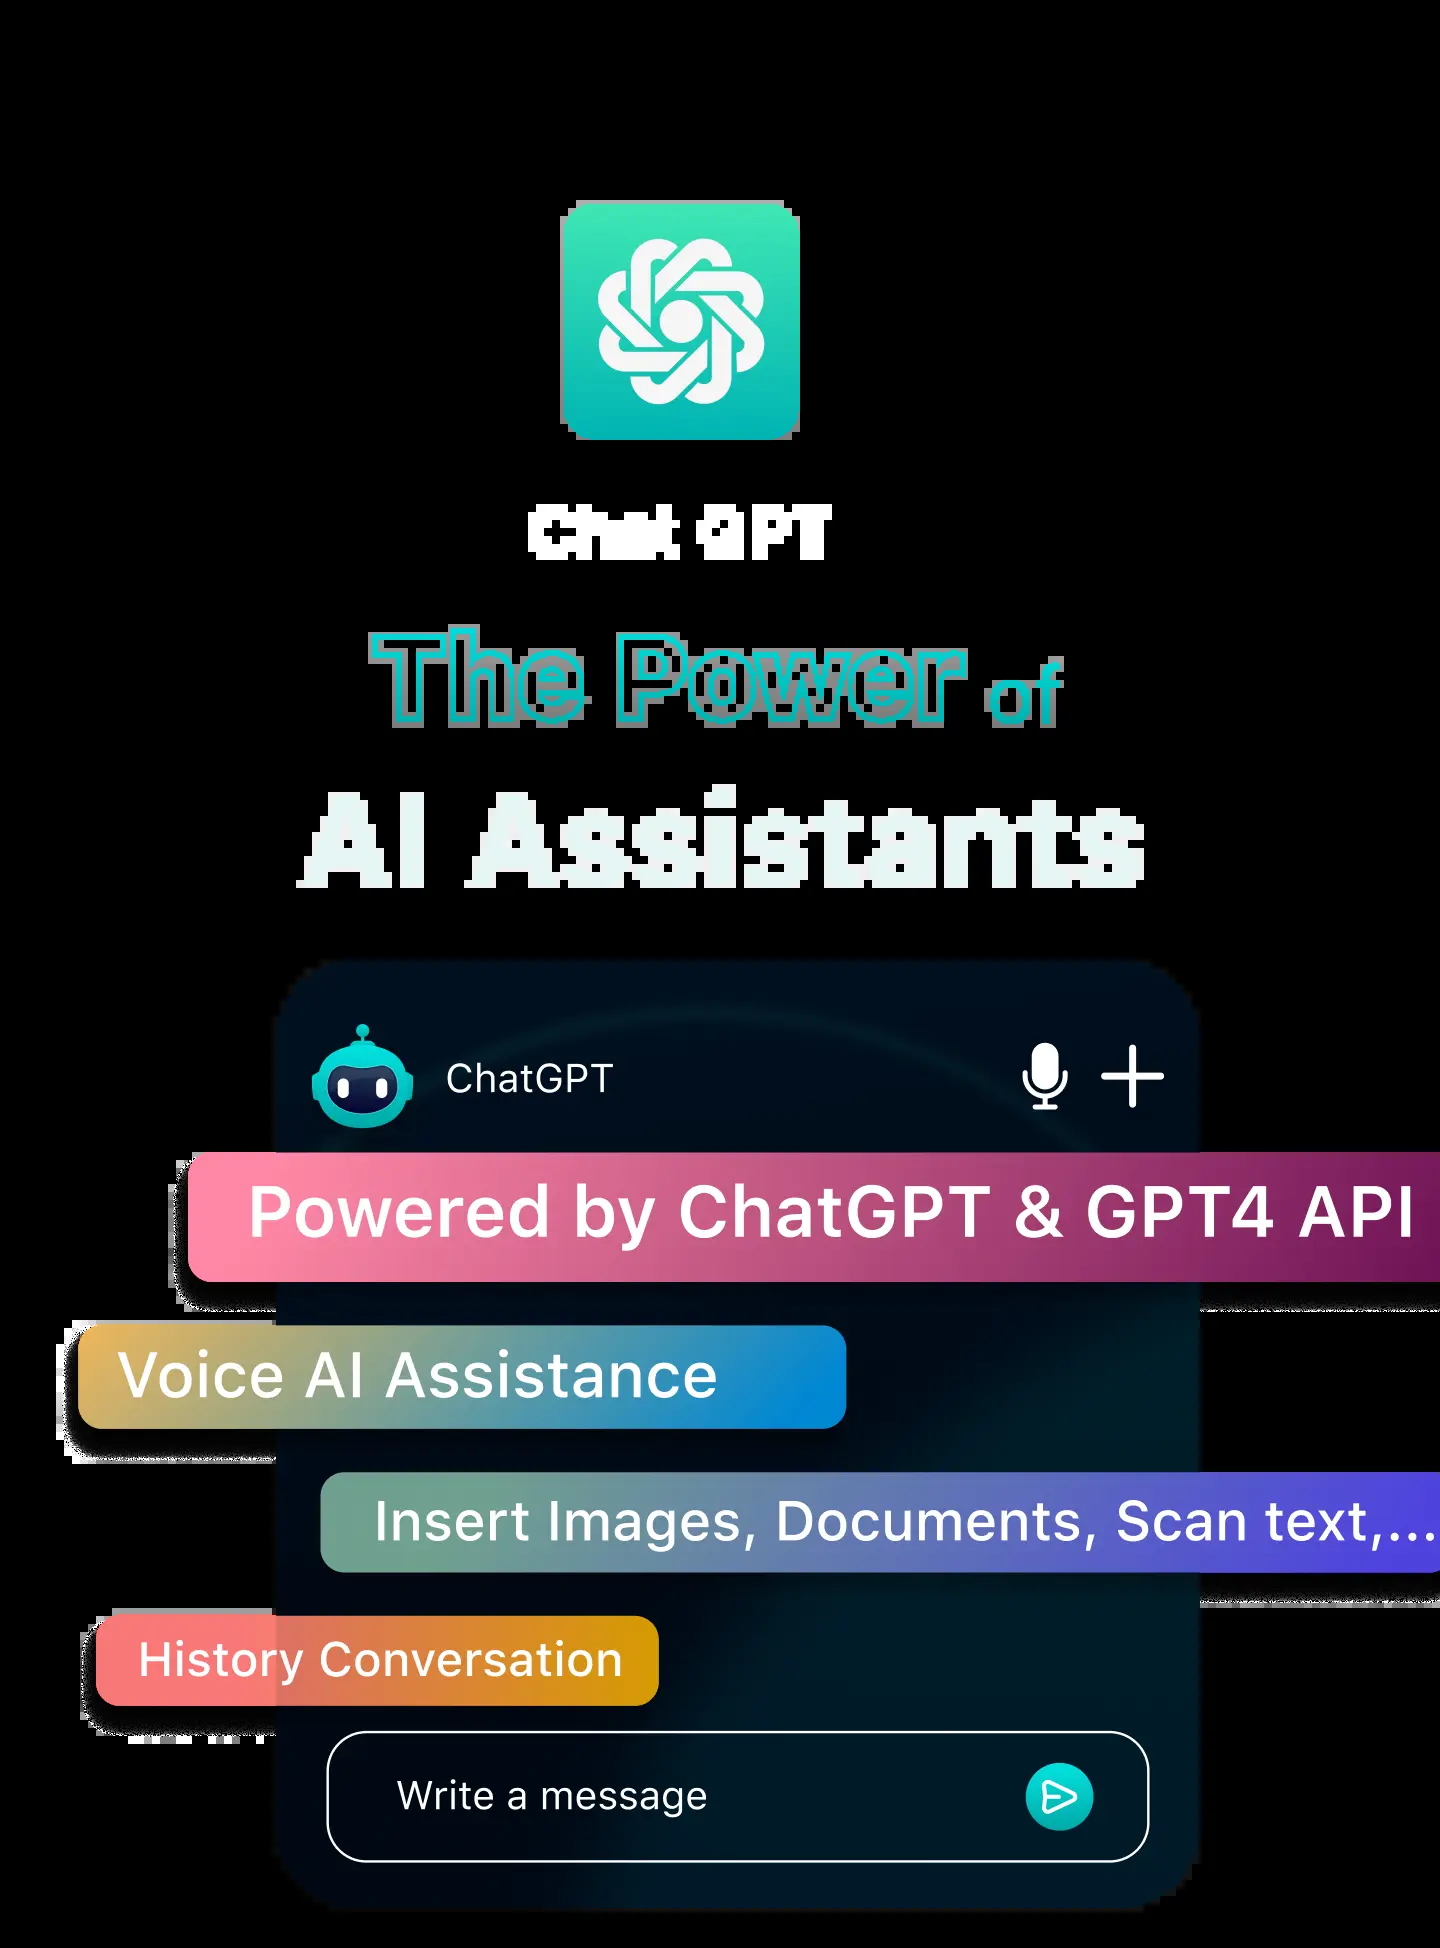 Chat GPT
The Power of
AI Assistants
ChatGPT
Powered by ChatGPT & GPT4 API
Voice AI Assistance
Insert Images, Documents, Scan text,...
History Conversation
Write a message